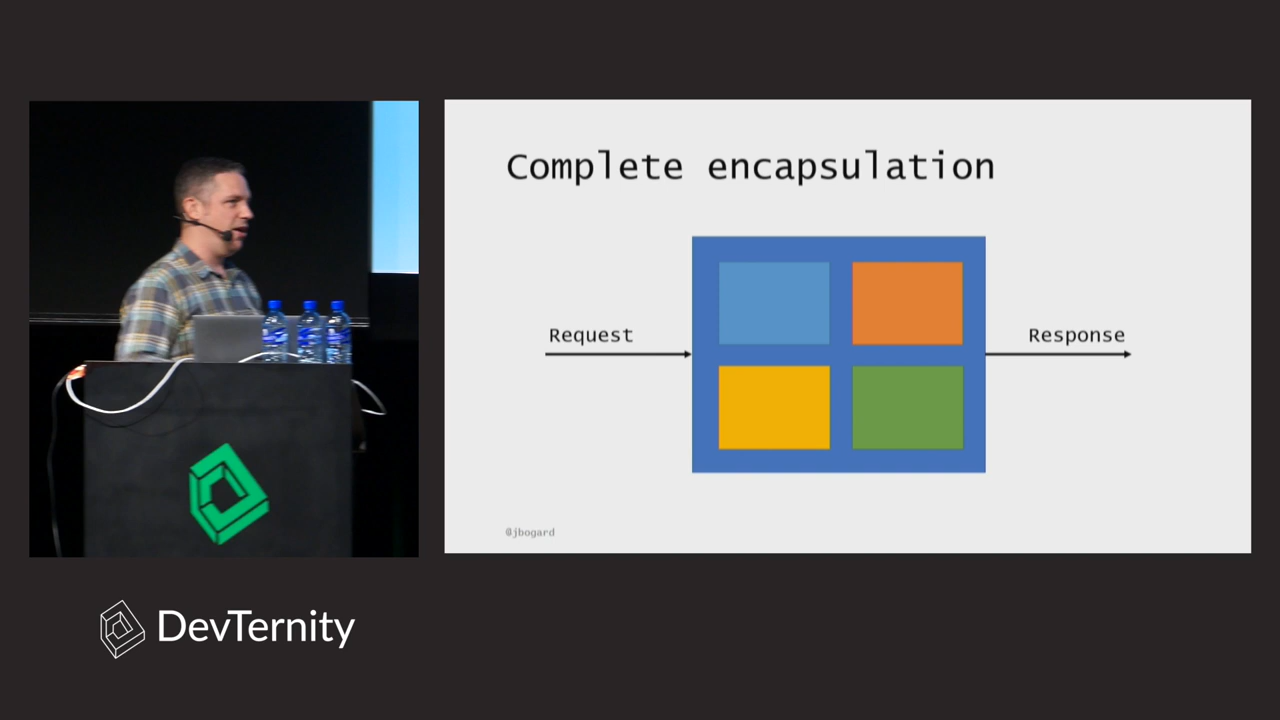 Complete encapsulation
Request
Response
@jbogard
DevTernity